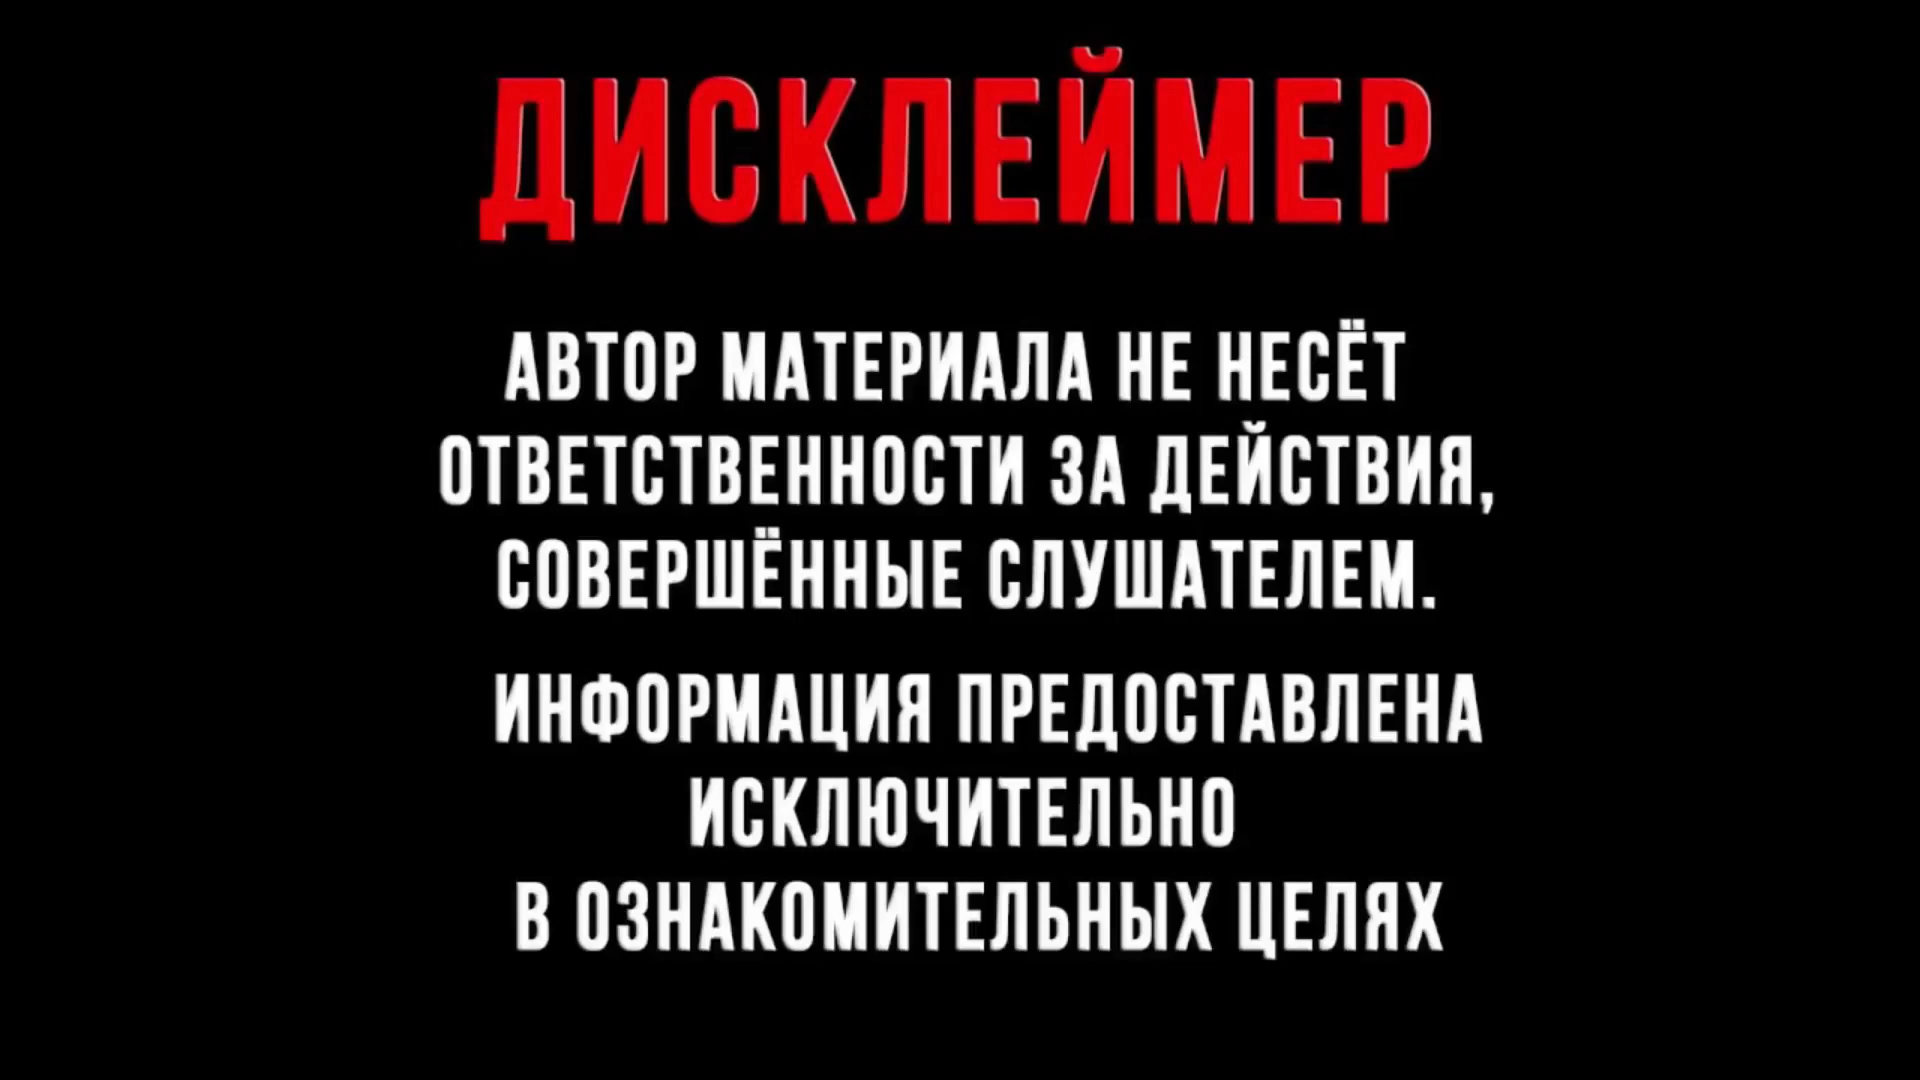 ДИСКЛЕЙМЕР
АВТОР МАТЕРИАЛА НЕ НЕСЁТ
ОТВЕТСТВЕННОСТИ ЗА ДЕЙСТВИЯ,
СОВЕРШЁННЫЕ СЛУШАТЕЛЕМ.
ИНФОРМАЦИЯ ПРЕДОСТАВЛЕНА
ИСКЛЮЧИТЕЛЬНО
В ОЗНАКОМИТЕЛЬНЫХ ЦЕЛЯХ